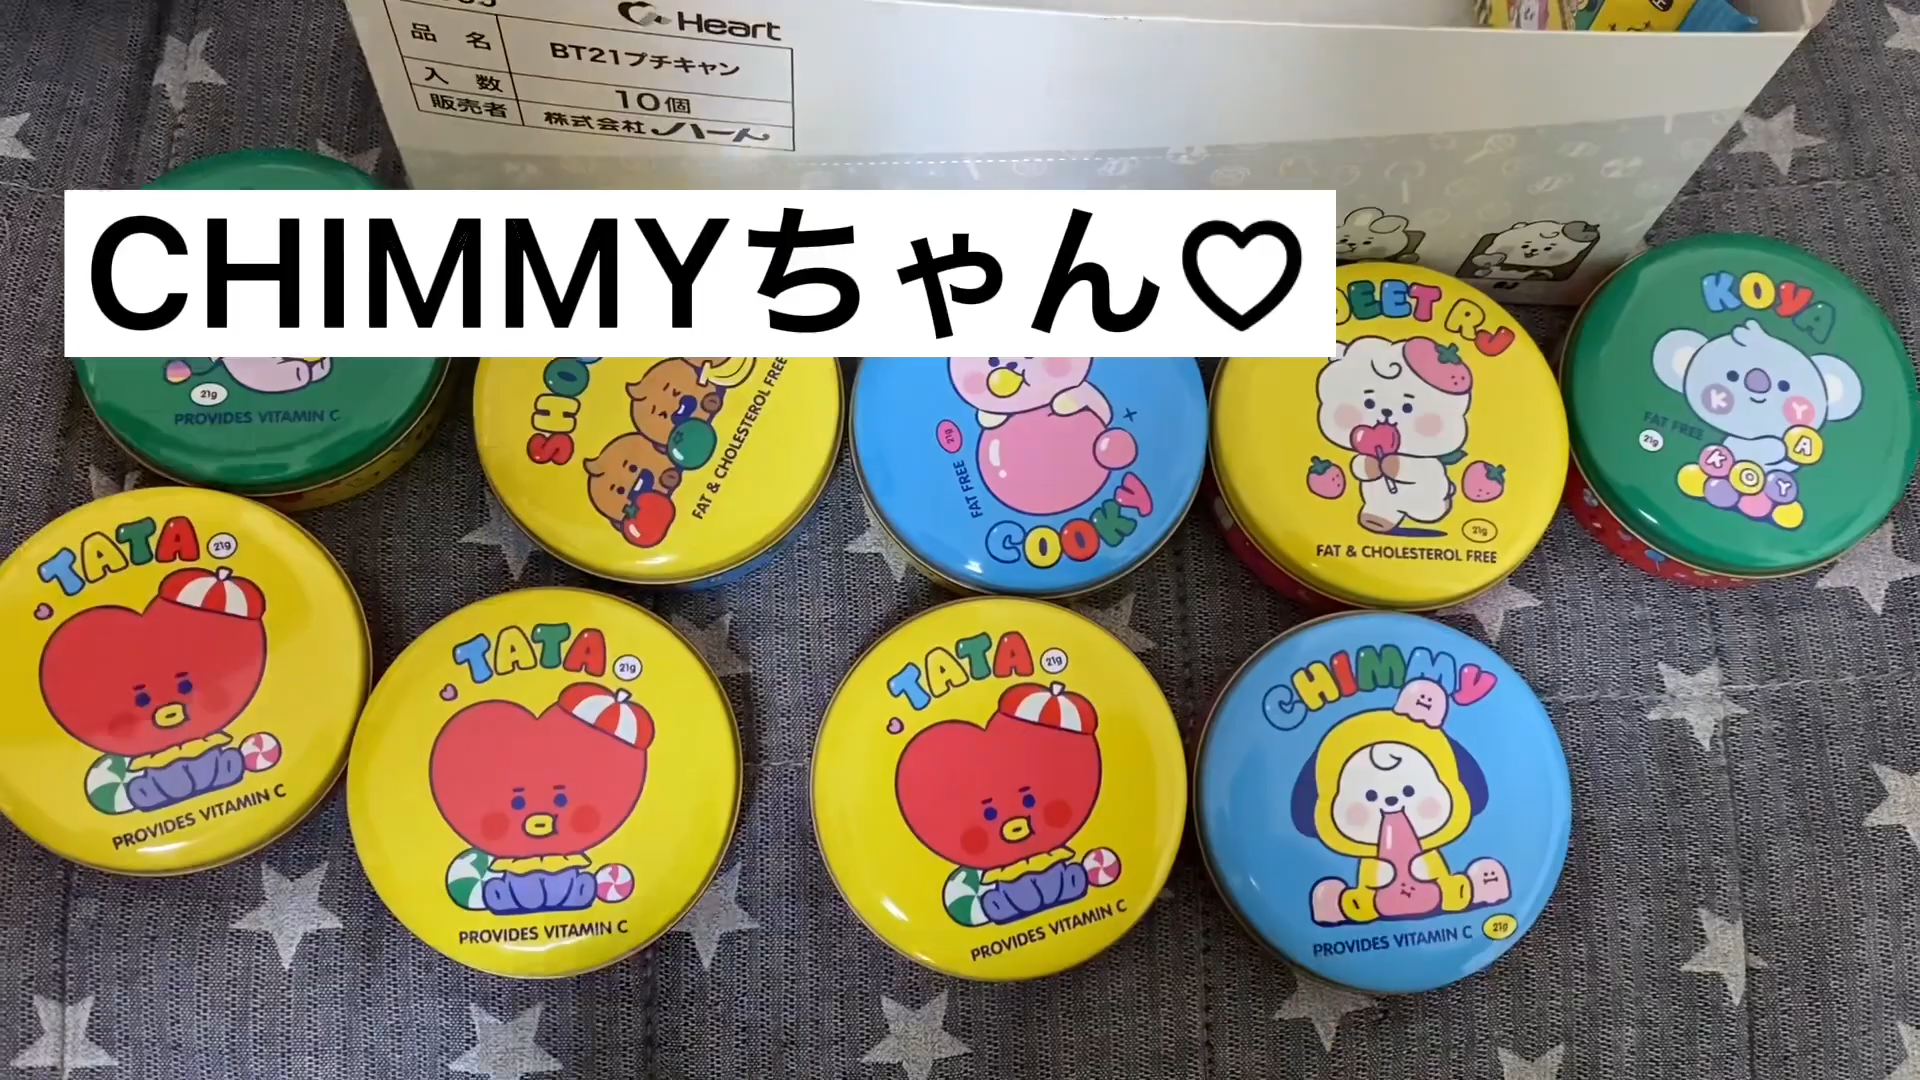 Heart
品 名 BT21プチキャン
入 数 10個
販売者 株式会社ハート
CHIMMYちゃん♡
21g
PROVIDES VITAMIN C
FAT & CHOLESTEROL FREE
21g
FAT FREE
COOKY
RJ
21g
FAT & CHOLESTEROL FREE
KOYA
FAT FREE
21g
K Y A
K O Y
TATA 21g
PROVIDES VITAMIN C
TATA 21g
PROVIDES VITAMIN C
TATA 21g
PROVIDES VITAMIN C
CHIMMY
PROVIDES VITAMIN C 21g